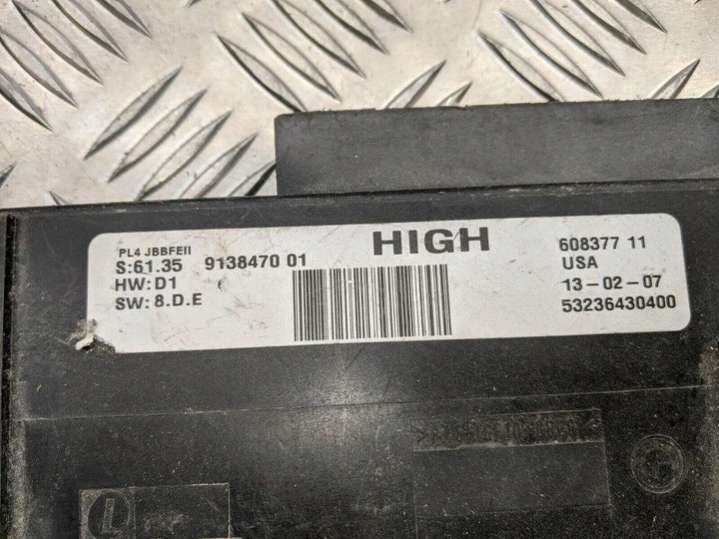 PL4 JBBFEII
S:61.35 9138470 01
HW:D1
SW:8.D.E
HIGH
608377 11
USA
13-02-07
53236430400